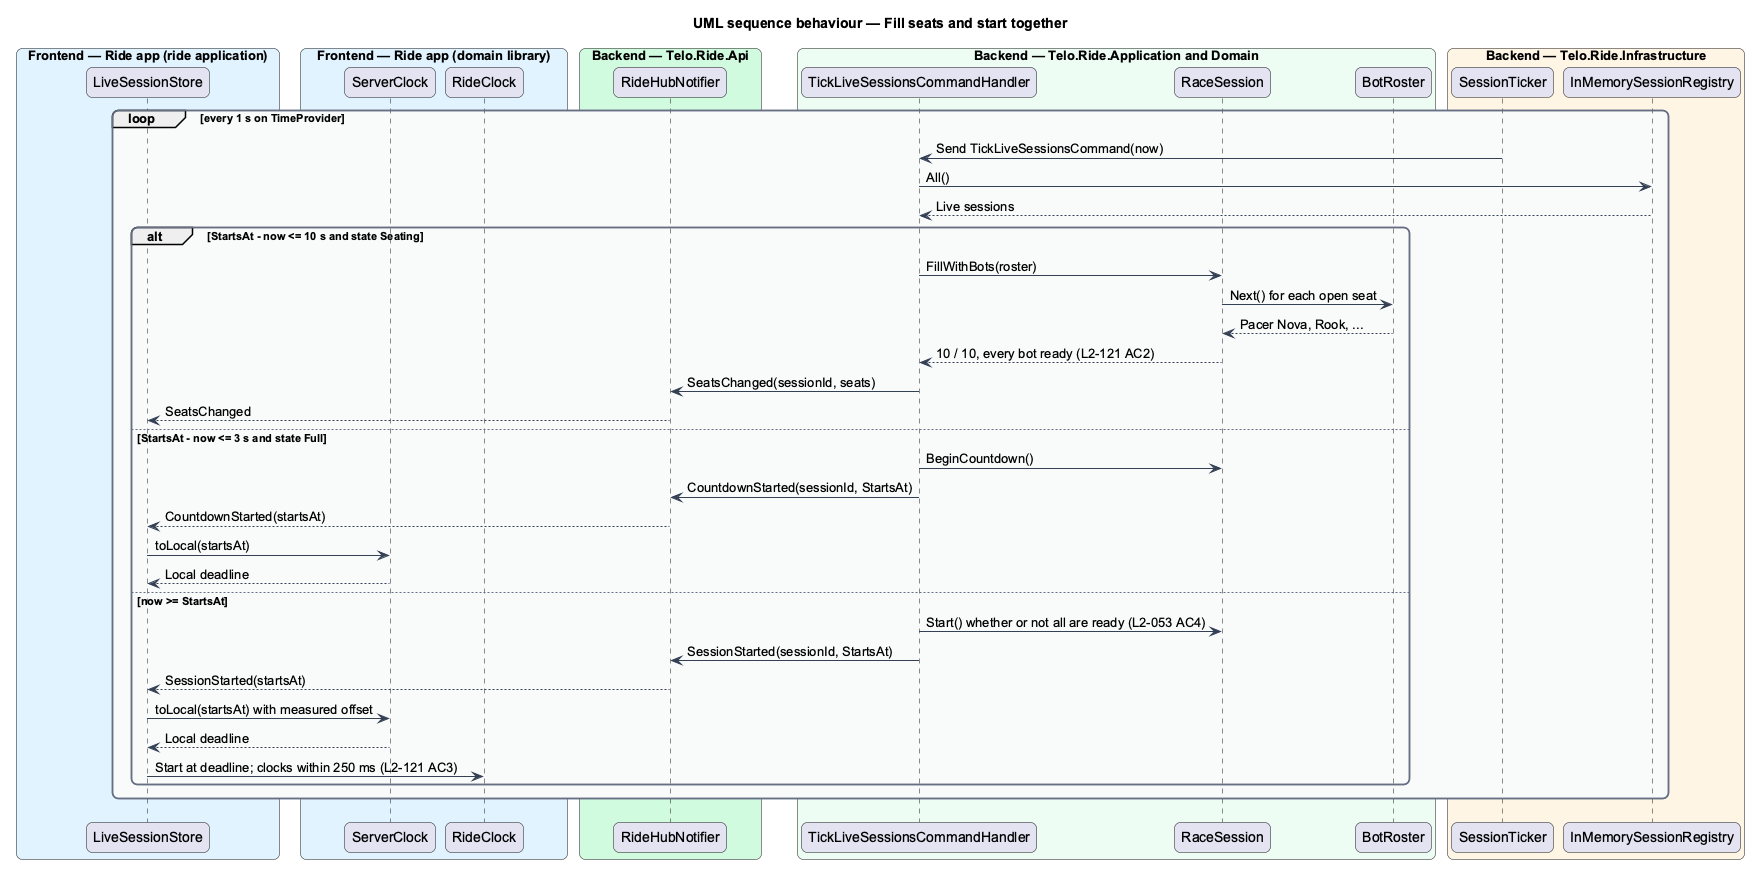 UML sequence behaviour — Fill seats and start together
Frontend — Ride app (ride application)
Frontend — Ride app (domain library)
Backend — Telo.Ride.Api
Backend — Telo.Ride.Application and Domain
Backend — Telo.Ride.Infrastructure
LiveSessionStore
ServerClock
RideClock
RideHubNotifier
TickLiveSessionsCommandHandler
RaceSession
BotRoster
SessionTicker
InMemorySessionRegistry
loop
[every 1 s on TimeProvider]
Send TickLiveSessionsCommand(now)
All()
Live sessions
alt
[StartsAt - now <= 10 s and state Seating]
FillWithBots(roster)
Next() for each open seat
Pacer Nova, Rook, ...
10 / 10, every bot ready (L2-121 AC2)
SeatsChanged(sessionId, seats)
SeatsChanged
[StartsAt - now <= 3 s and state Full]
BeginCountdown()
CountdownStarted(sessionId, StartsAt)
CountdownStarted(startsAt)
toLocal(startsAt)
Local deadline
[now >= StartsAt]
Start() whether or not all are ready (L2-053 AC4)
SessionStarted(sessionId, StartsAt)
SessionStarted(startsAt)
toLocal(startsAt) with measured offset
Local deadline
Start at deadline; clocks within 250 ms (L2-121 AC3)
LiveSessionStore
ServerClock
RideClock
RideHubNotifier
TickLiveSessionsCommandHandler
RaceSession
BotRoster
SessionTicker
InMemorySessionRegistry